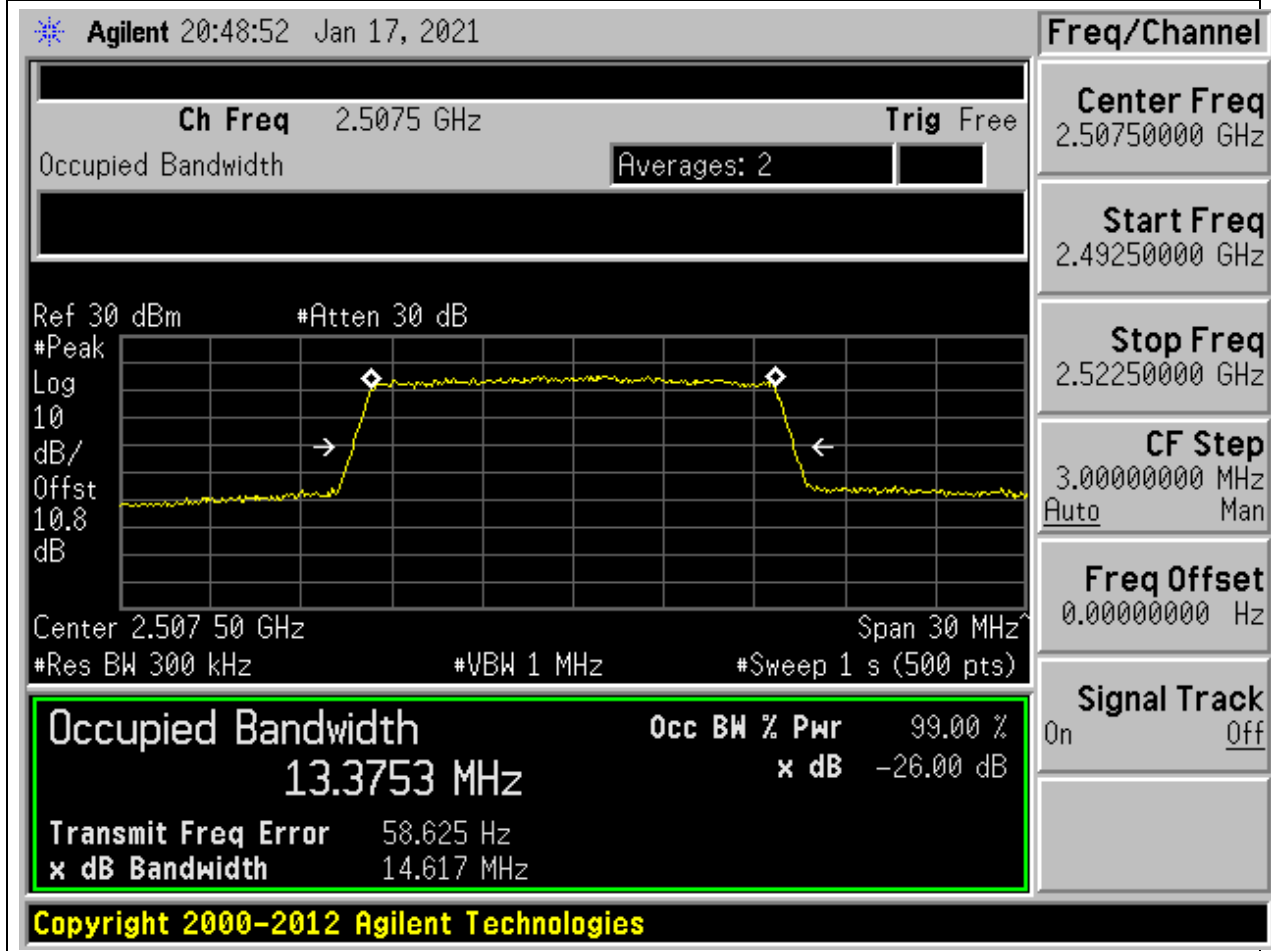 Agilent 20:48:52 Jan 17, 2021
Ch Freq 2.5075 GHz Trig Free
Occupied Bandwidth Averages: 2
Ref 30 dBm #Atten 30 dB
#Peak
Log
10
dB/
Offst
10.8
dB
Center 2.507 50 GHz Span 30 MHz^
#Res BW 300 kHz #VBW 1 MHz #Sweep 1 s (500 pts)
Occupied Bandwidth Occ BW % Pwr 99.00 %
13.3753 MHz x dB -26.00 dB
Transmit Freq Error 58.625 Hz
x dB Bandwidth 14.617 MHz
Copyright 2000-2012 Agilent Technologies
Freq/Channel
Center Freq
2.50750000 GHz
Start Freq
2.49250000 GHz
Stop Freq
2.52250000 GHz
CF Step
3.00000000 MHz
Auto Man
Freq Offset
0.00000000 Hz
Signal Track
On Off